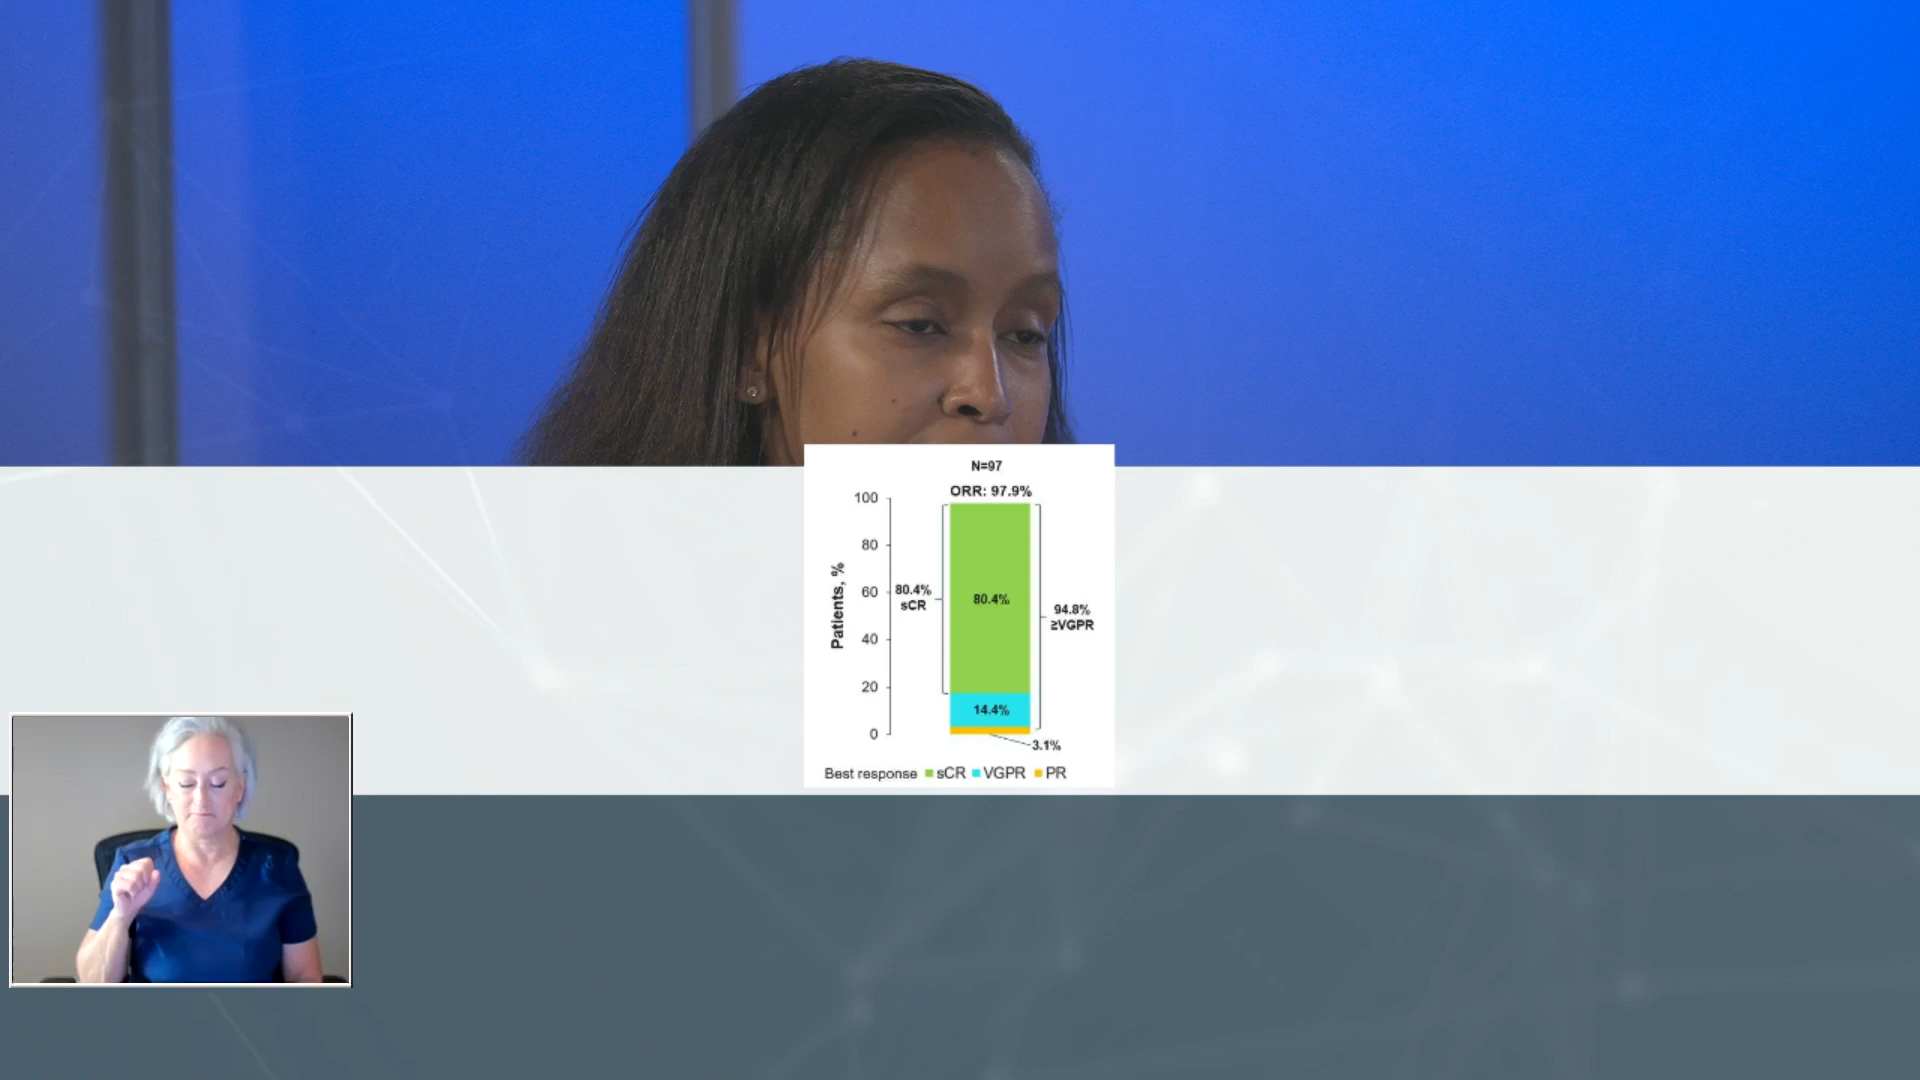 N=97
ORR: 97.9%
100
80
60
40
20
0
Patients, %
80.4%
sCR
80.4%
94.8%
≥VGPR
14.4%
3.1%
Best response sCR VGPR PR